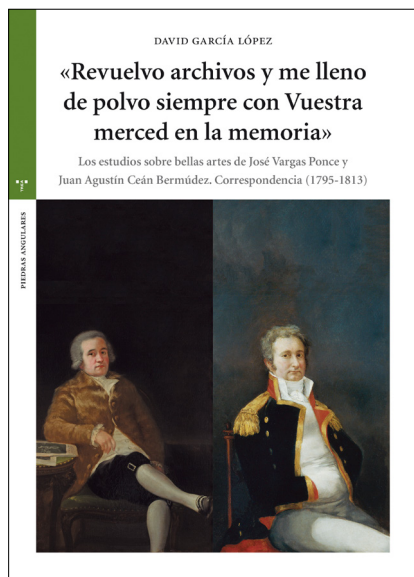 DAVID GARCÍA LÓPEZ
«Revuelvo archivos y me lleno
de polvo siempre con Vuestra
merced en la memoria»
Los estudios sobre bellas artes de José Vargas Ponce y
Juan Agustín Ceán Bermúdez. Correspondencia (1795-1813)
PIEDRAS ANGULARES